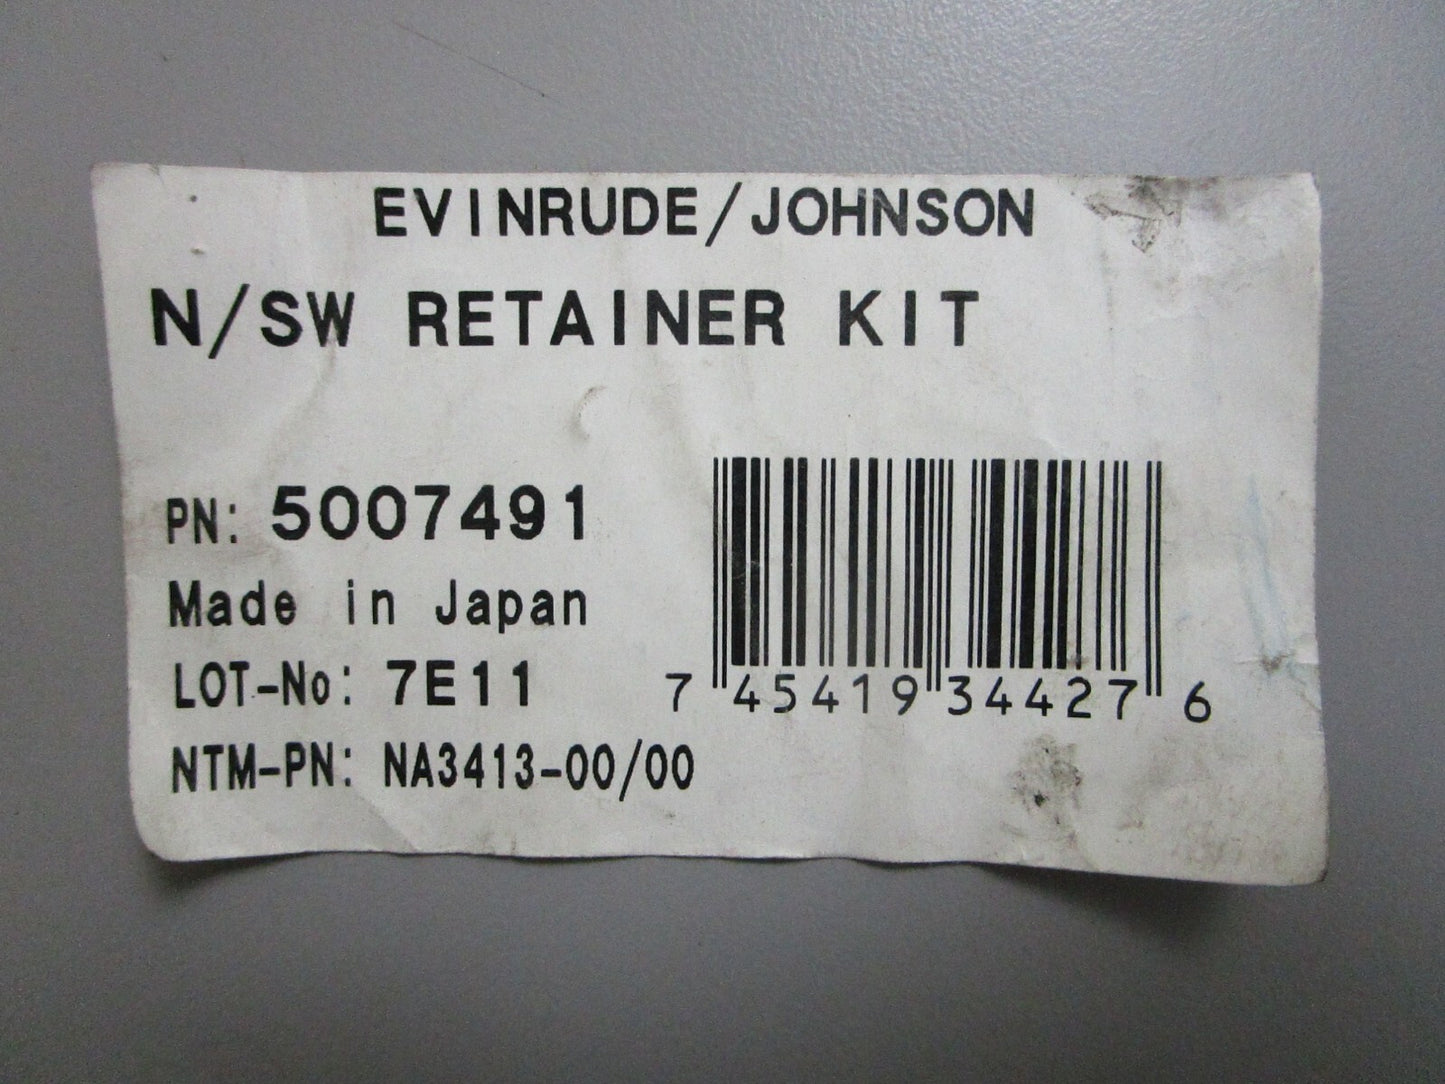 EVINRUDE/JOHNSON
N/SW RETAINER KIT
PN: 5007491
Made in Japan
LOT-No: 7E11
NTM-PN: NA3413-00/00
7 45419 34427 6